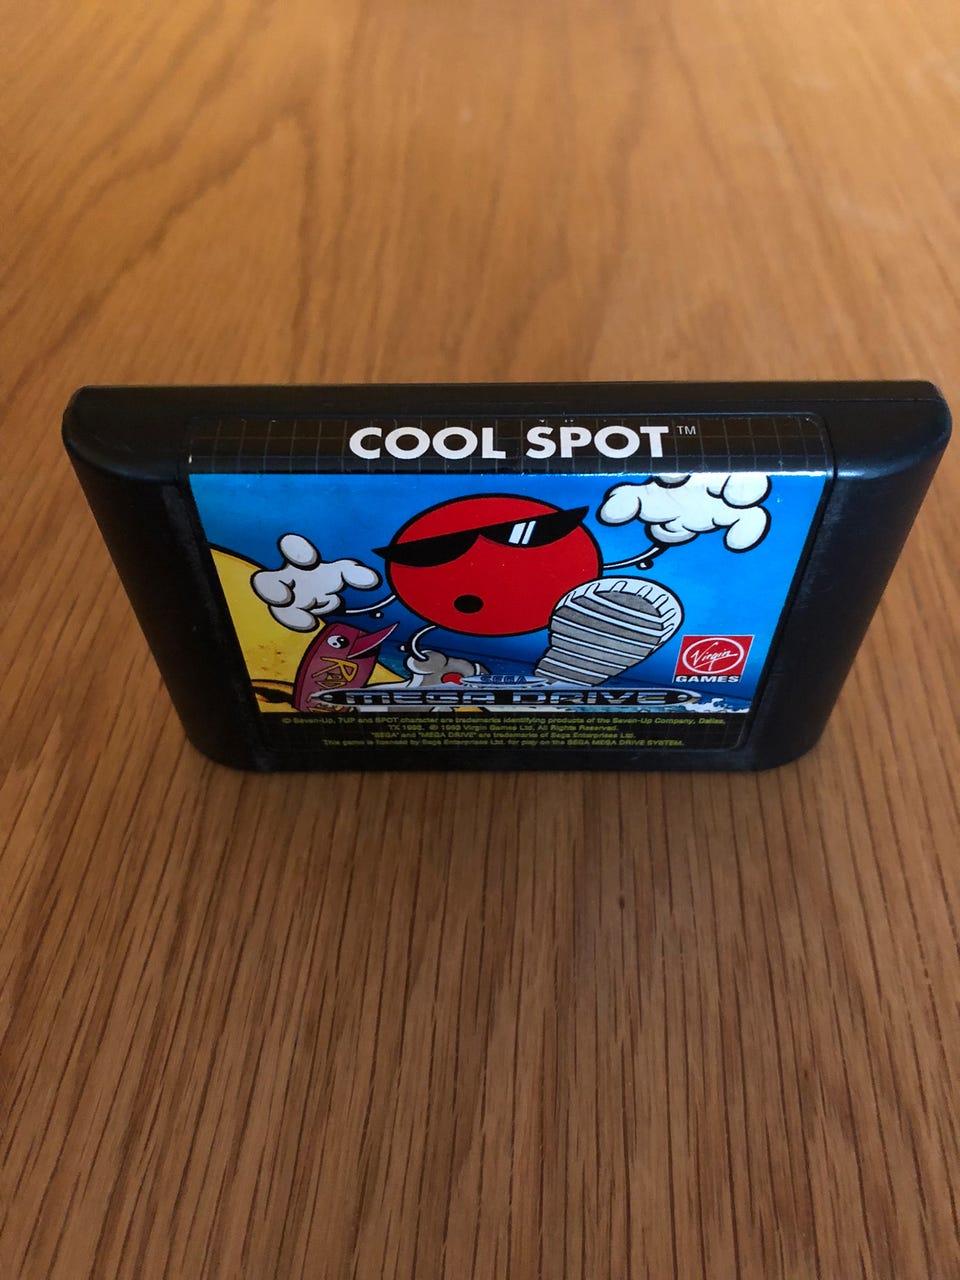 COOL SPOT™
Virgin
GAMES
SEGA
MEGA DRIVE
© Seven-Up, 7UP and SPOT character are trademarks identifying products of the Seven-Up Company, Dallas,
TX 1993. © 1993 Virgin Games Ltd. All Rights Reserved.
"SEGA" and "MEGA DRIVE" are trademarks of Sega Enterprises Ltd.
This game is licensed by Sega Enterprises Ltd. for play on the SEGA MEGA DRIVE SYSTEM.